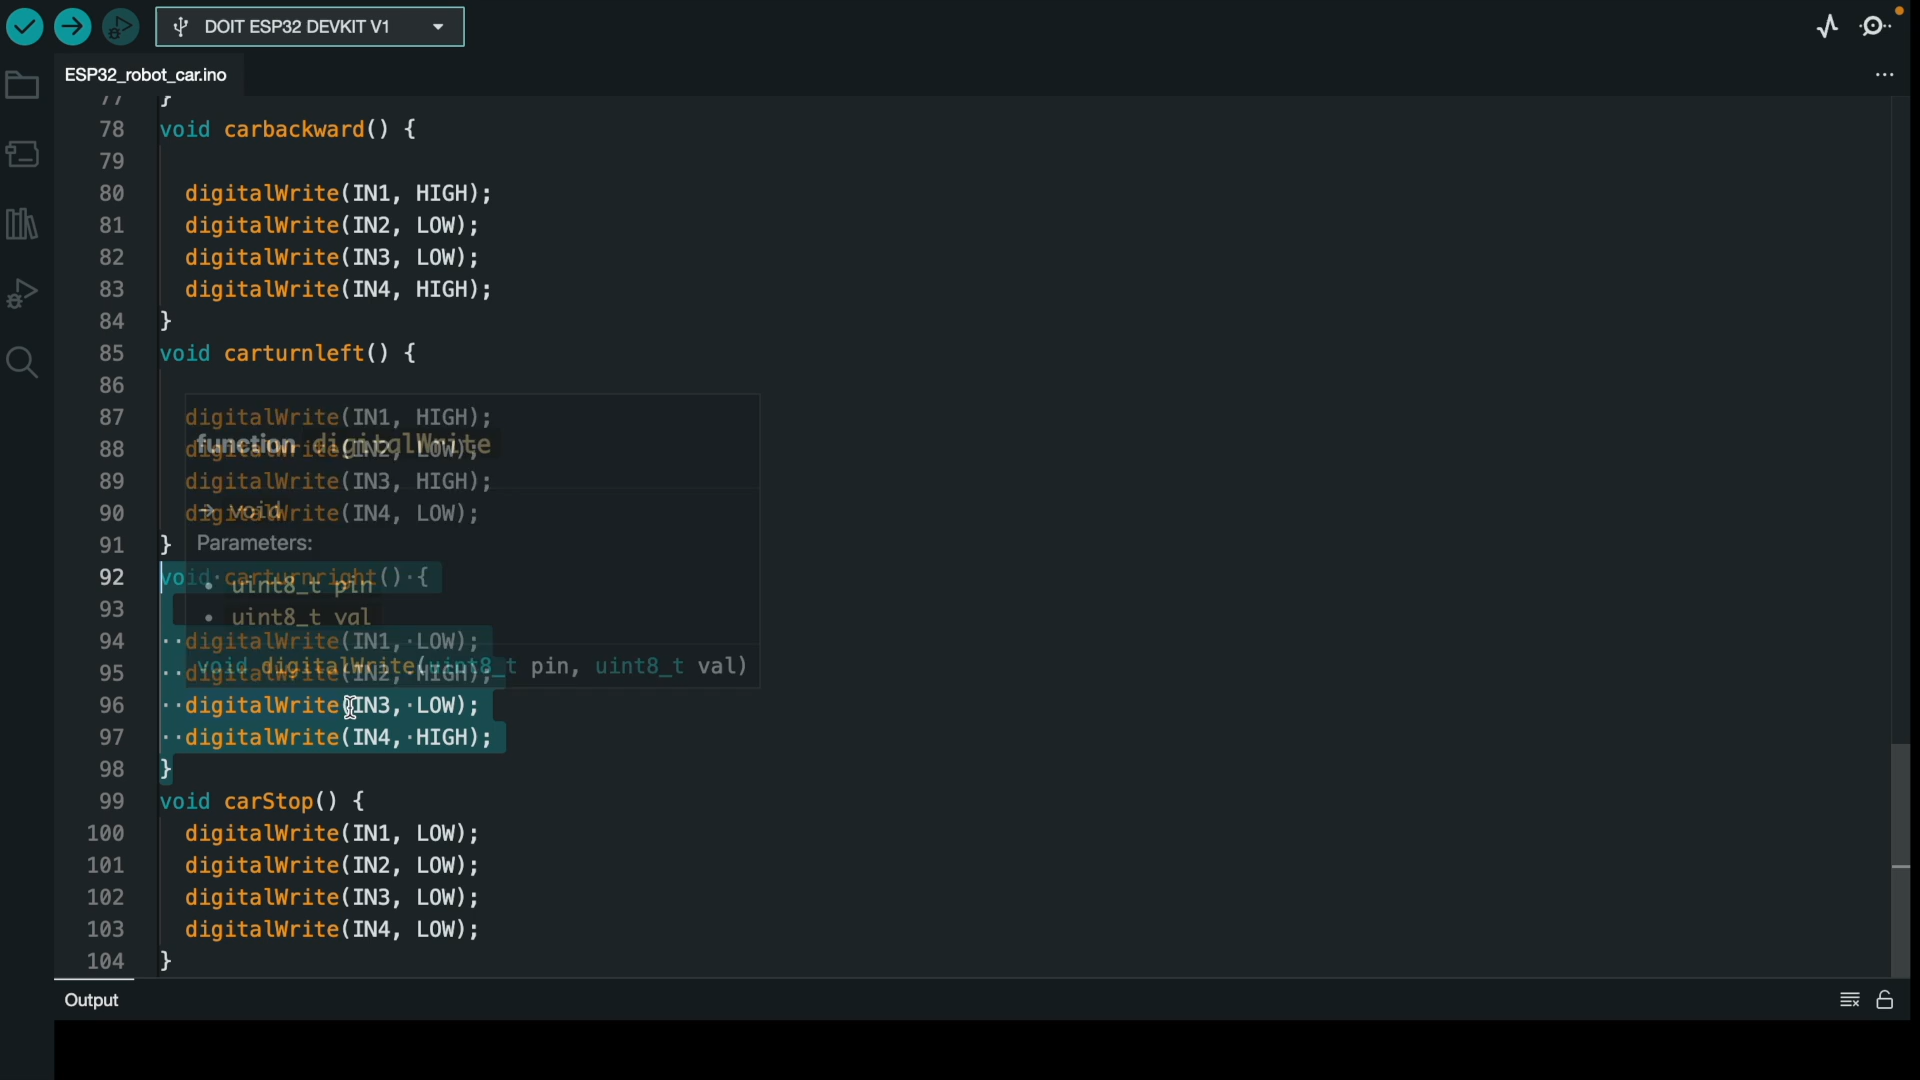 DOIT ESP32 DEVKIT V1
ESP32_robot_car.ino
77 }
78 void carbackward() {
79
80 digitalWrite(IN1, HIGH);
81 digitalWrite(IN2, LOW);
82 digitalWrite(IN3, LOW);
83 digitalWrite(IN4, HIGH);
84 }
85 void carturnleft() {
86
87 digitalWrite(IN1, HIGH);
88 digitalWrite(IN2, LOW);
function digitalWrite
89 digitalWrite(IN3, HIGH);
90 digitalWrite(IN4, LOW);
→ void
91 }
Parameters:
92 void·carturnright()·{
• uint8_t pin
93
• uint8_t val
94 ··digitalWrite(IN1,·LOW);
95 ··digitalWrite(IN2,·HIGH);
void digitalWrite(uint8_t pin, uint8_t val)
96 ··digitalWrite(IN3,·LOW);
97 ··digitalWrite(IN4,·HIGH);
98 }
99 void carStop() {
100 digitalWrite(IN1, LOW);
101 digitalWrite(IN2, LOW);
102 digitalWrite(IN3, LOW);
103 digitalWrite(IN4, LOW);
104 }
Output